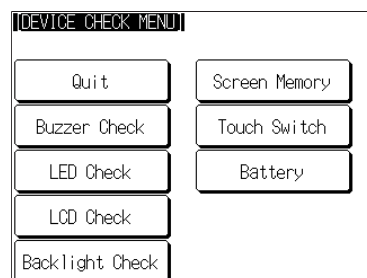 [DEVICE CHECK MENU]
Quit
Screen Memory
Buzzer Check
Touch Switch
LED Check
Battery
LCD Check
Backlight Check